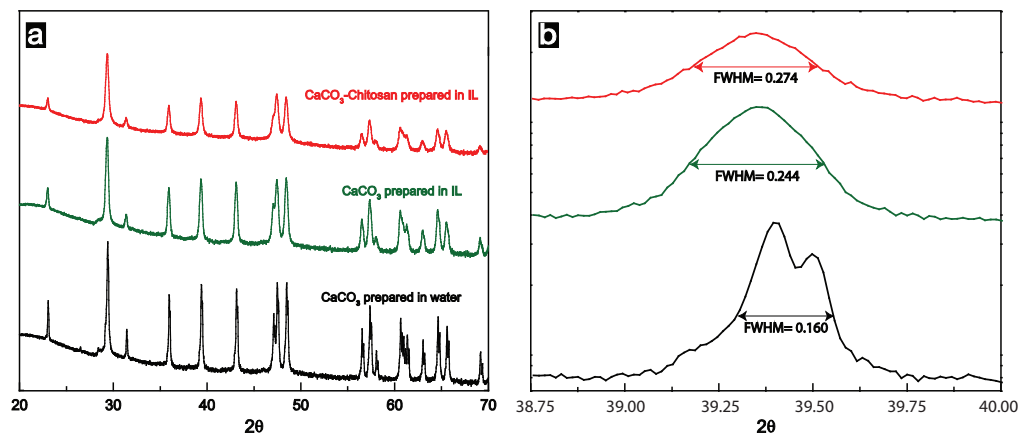 a
CaCO₃-Chitosan prepared in IL
CaCO₃ prepared in IL
CaCO₃ prepared in water
20 30 40 50 60 70
2θ
b
FWHM= 0.274
FWHM= 0.244
FWHM= 0.160
38.75 39.00 39.25 39.50 39.75 40.00
2θ